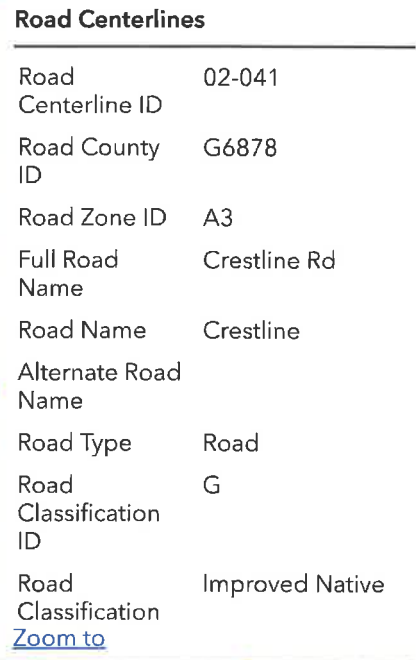 Road Centerlines
Road Centerline ID 02-041
Road County ID G6878
Road Zone ID A3
Full Road Name Crestline Rd
Road Name Crestline
Alternate Road Name
Road Type Road
Road Classification ID G
Road Classification Improved Native
Zoom to